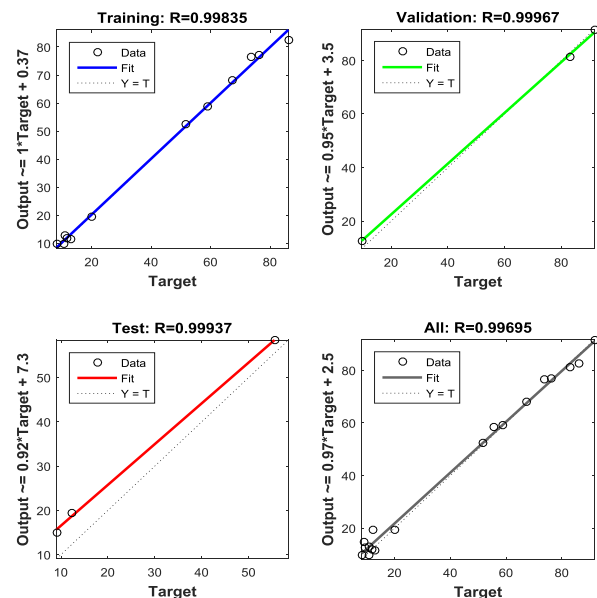 Training: R=0.99835
Output ~= 1*Target + 0.37
Data
Fit
Y = T
80
70
60
50
40
30
20
10
20
40
60
80
Target
Validation: R=0.99967
Output ~= 0.95*Target + 3.5
Data
Fit
Y = T
80
60
40
20
20
40
60
80
Target
Test: R=0.99937
Output ~= 0.92*Target + 7.3
Data
Fit
Y = T
50
40
30
20
10
10
20
30
40
50
Target
All: R=0.99695
Output ~= 0.97*Target + 2.5
Data
Fit
Y = T
80
60
40
20
20
40
60
80
Target